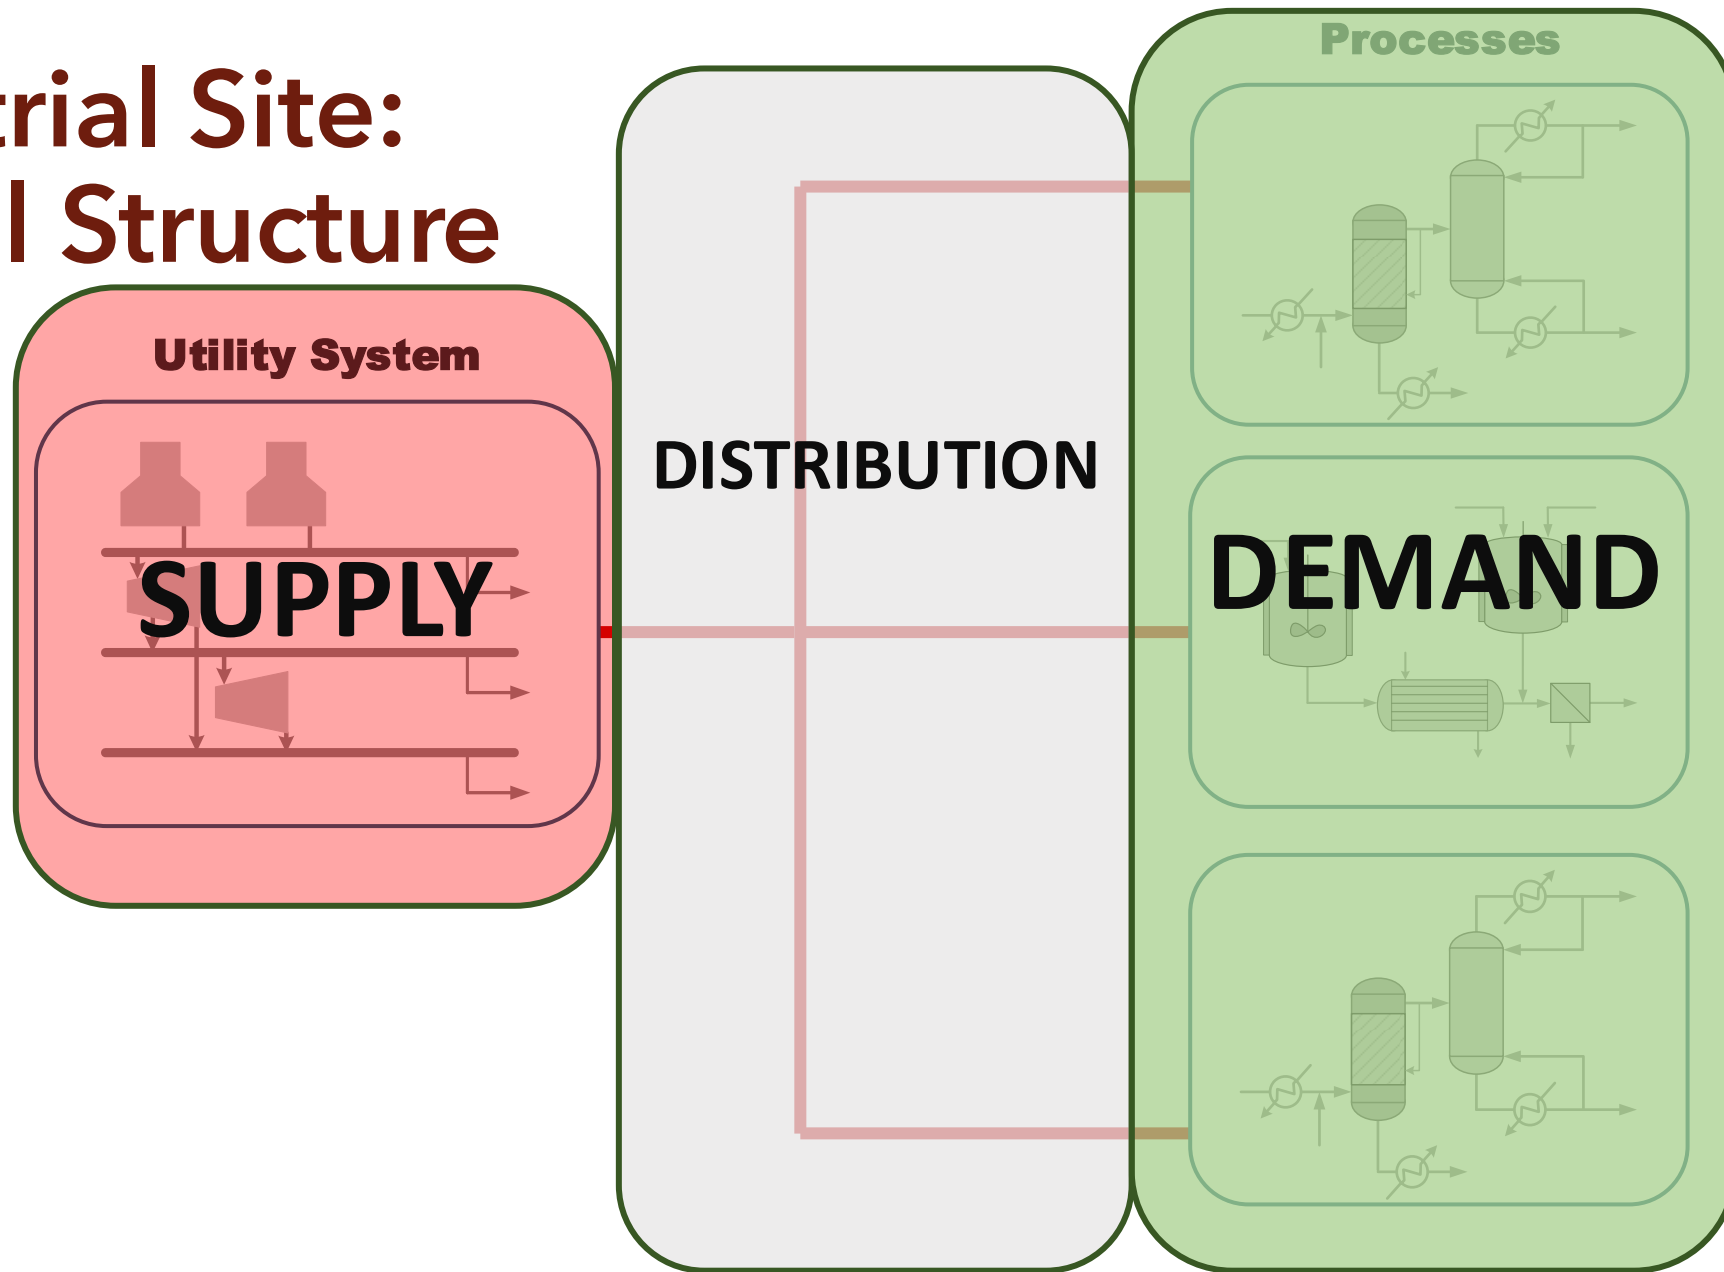 trial Site:
l Structure
Processes
Utility System
DISTRIBUTION
SUPPLY
DEMAND